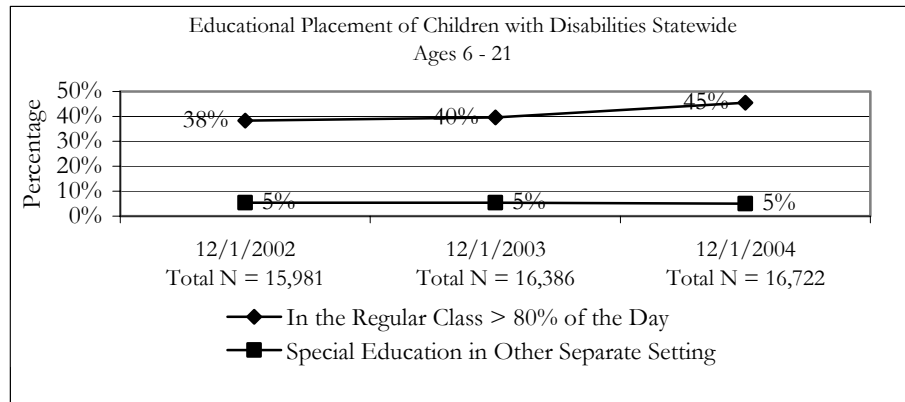 Educational Placement of Children with Disabilities Statewide
Ages 6 - 21
Percentage
50%
40%
30%
20%
10%
0%
38%
40%
45%
5%
5%
5%
12/1/2002
Total N = 15,981
12/1/2003
Total N = 16,386
12/1/2004
Total N = 16,722
In the Regular Class > 80% of the Day
Special Education in Other Separate Setting